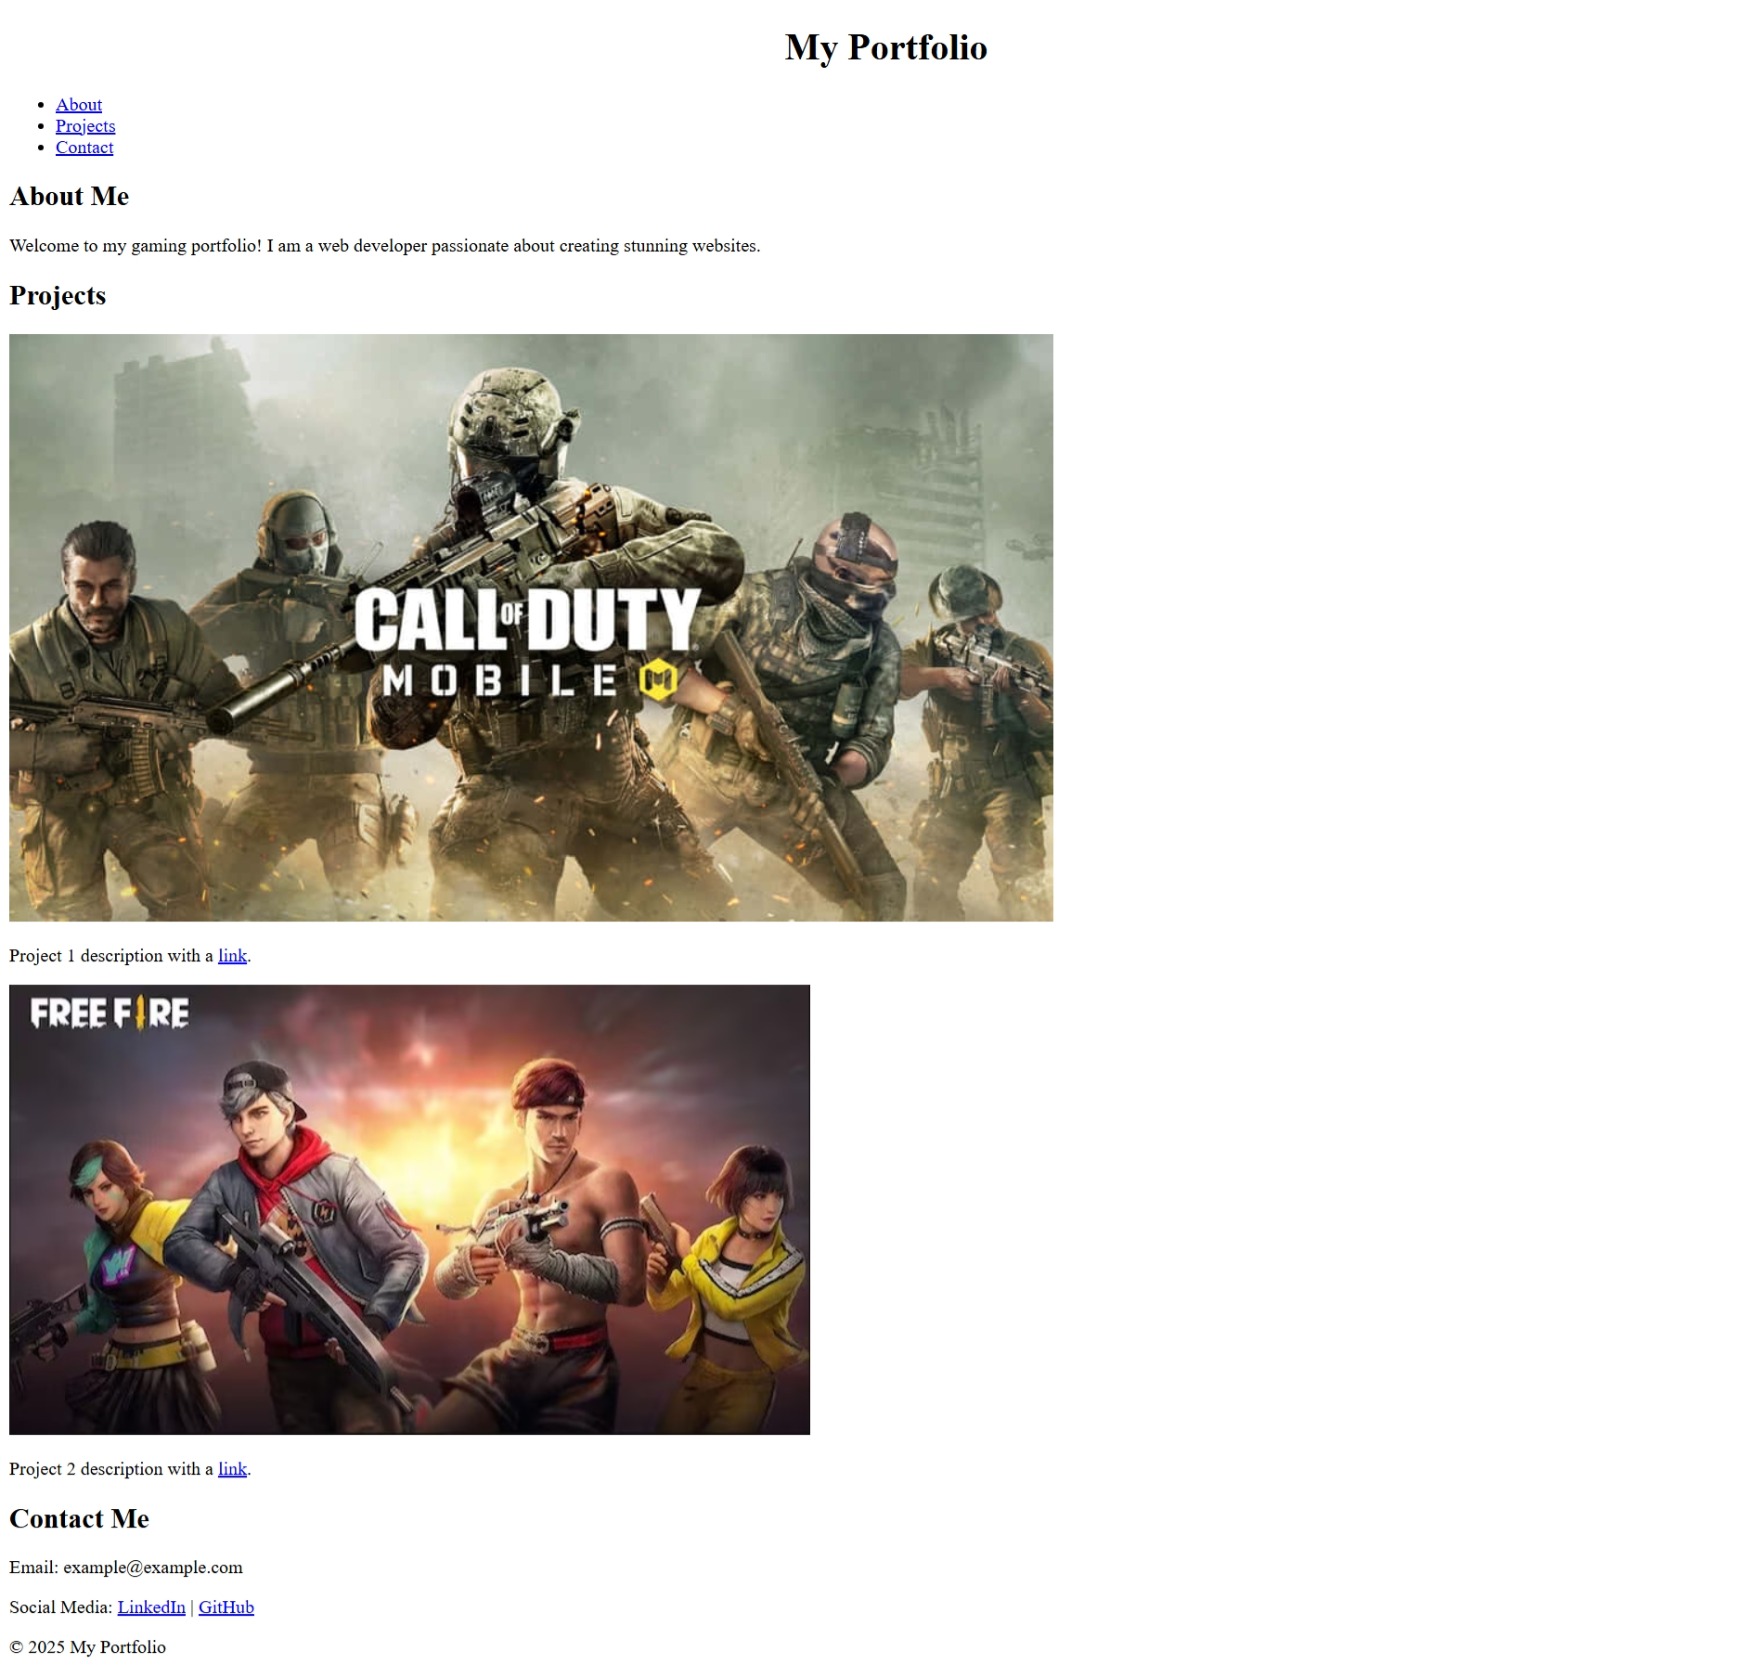 My Portfolio
About
Projects
Contact
About Me
Welcome to my gaming portfolio! I am a web developer passionate about creating stunning websites.
Projects
CALL OF DUTY
MOBILE
Project 1 description with a link.
FREE FIRE
Project 2 description with a link.
Contact Me
Email: example@example.com
Social Media: LinkedIn | GitHub
© 2025 My Portfolio